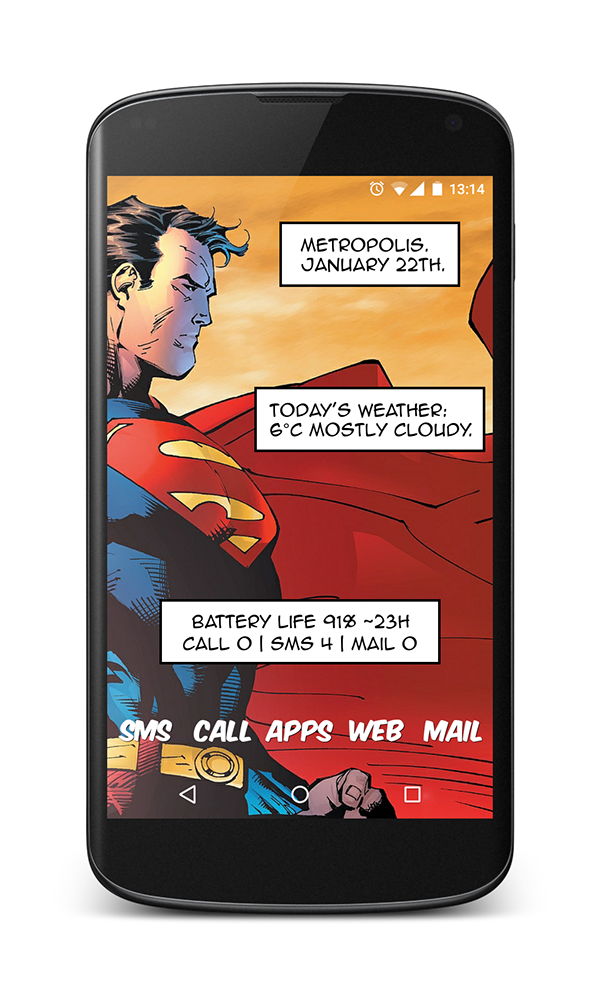 13:14
METROPOLIS.
JANUARY 22TH.
TODAY'S WEATHER:
6°C MOSTLY CLOUDY.
BATTERY LIFE 91% ~23H
CALL 0 | SMS 4 | MAIL 0
SMS CALL APPS WEB MAIL